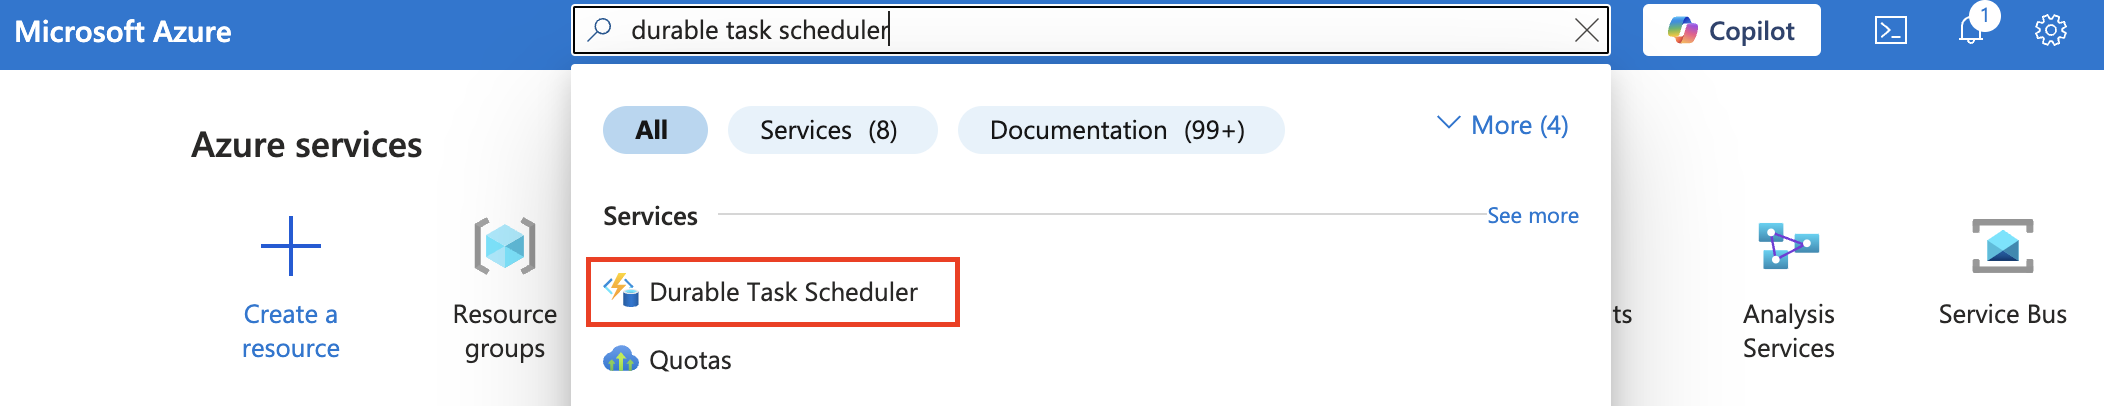 Microsoft Azure
durable task scheduler
Copilot
1
All
Services (8)
Documentation (99+)
More (4)
Azure services
Services
See more
Create a
resource
Resource
groups
Durable Task Scheduler
Quotas
ts
Analysis
Services
Service Bus